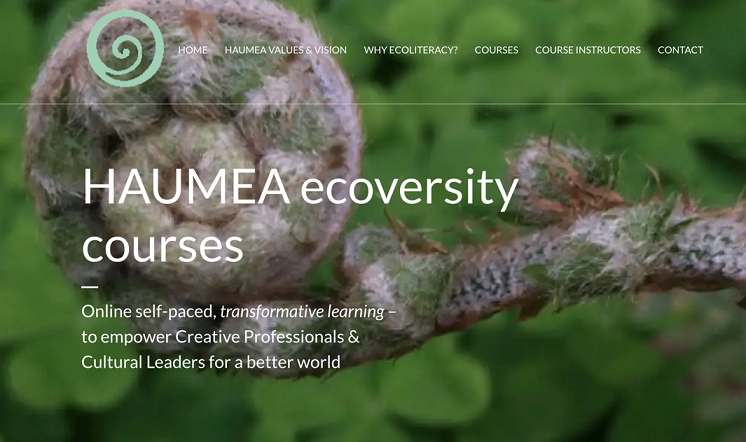 HOME HAUMEA VALUES & VISION WHY ECOLITERACY? COURSES COURSE INSTRUCTORS CONTACT
HAUMEA ecoversity
courses
Online self-paced, transformative learning –
to empower Creative Professionals &
Cultural Leaders for a better world